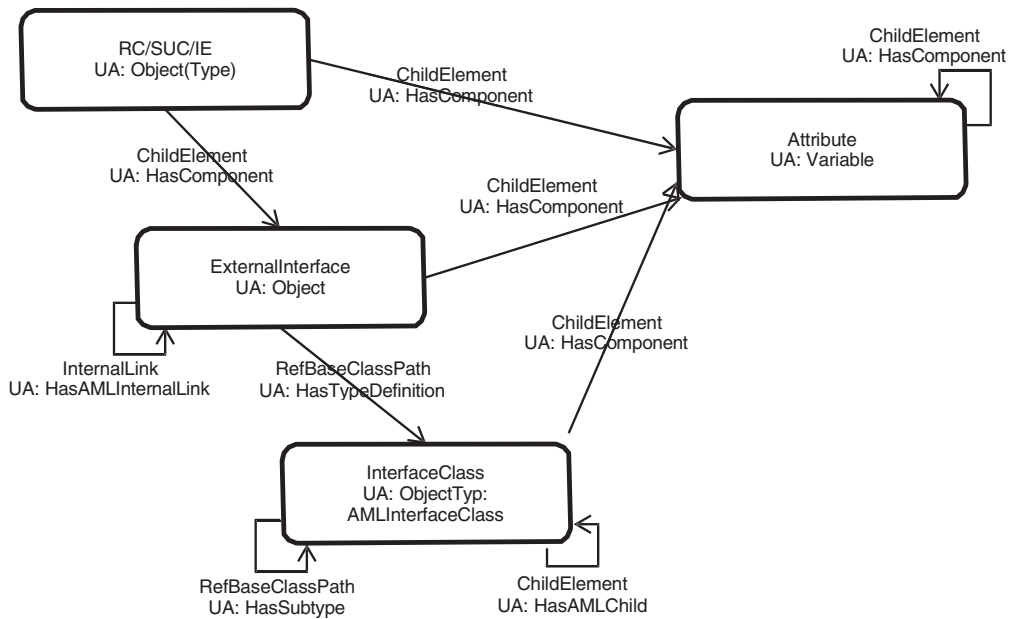 RC/SUC/IE
UA: Object(Type)
ChildElement
UA: HasComponent
ChildElement
UA: HasComponent
Attribute
UA: Variable
ChildElement
UA: HasComponent
ChildElement
UA: HasComponent
ExternalInterface
UA: Object
ChildElement
UA: HasComponent
InternalLink
UA: HasAMLInternalLink
RefBaseClassPath
UA: HasTypeDefinition
InterfaceClass
UA: ObjectTyp:
AMLInterfaceClass
RefBaseClassPath
UA: HasSubtype
ChildElement
UA: HasAMLChild